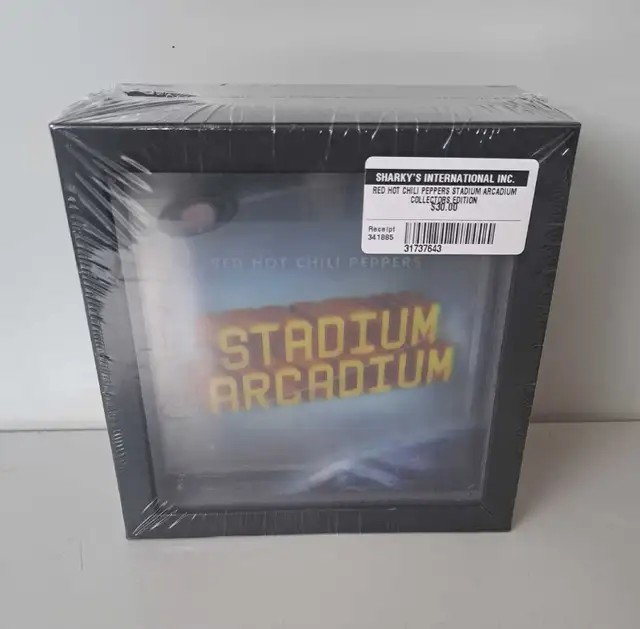 SHARKY'S INTERNATIONAL INC.
RED HOT CHILI PEPPERS STADIUM ARCADIUM
COLLECTORS EDITION
$30.00
Receipt
341885
31737643
RED HOT CHILI PEPPERS
STADIUM
ARCADIUM